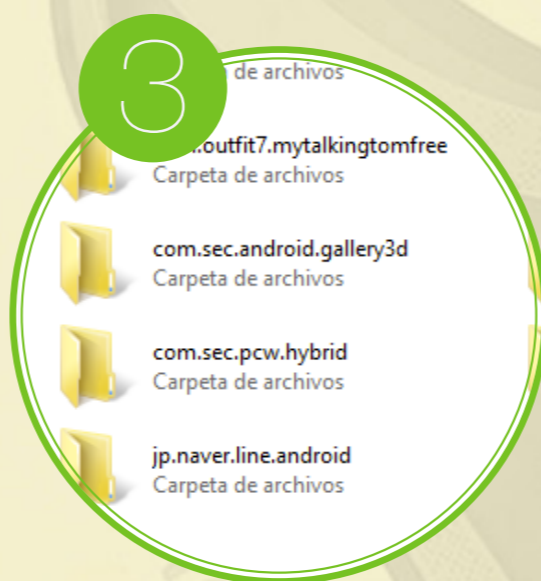 3
de archivos
.outfit7.mytalkingtomfree
Carpeta de archivos
com.sec.android.gallery3d
Carpeta de archivos
com.sec.pcw.hybrid
Carpeta de archivos
jp.naver.line.android
Carpeta de archivos